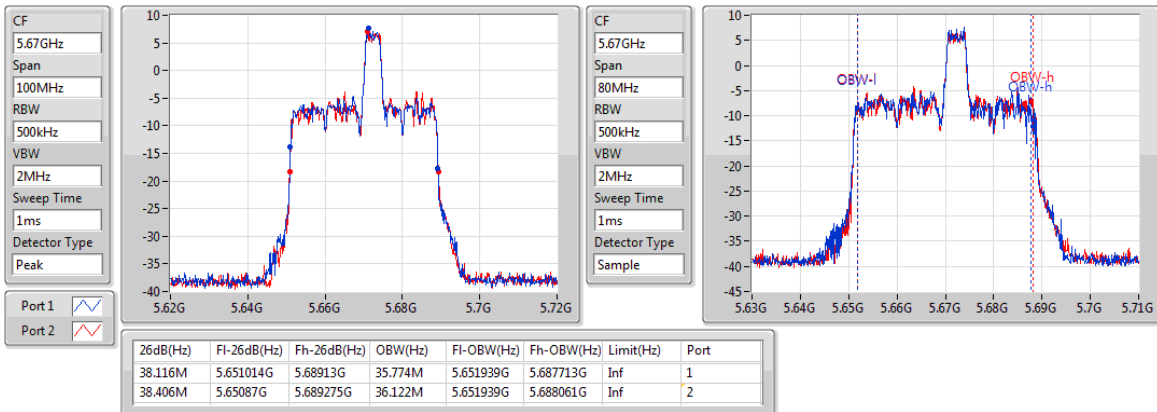 CF
5.67GHz
Span
100MHz
RBW
500kHz
VBW
2MHz
Sweep Time
1ms
Detector Type
Peak
Port 1
Port 2
10
5
0
-5
-10
-15
-20
-25
-30
-35
-40
5.62G 5.64G 5.66G 5.68G 5.7G 5.72G
CF
5.67GHz
Span
80MHz
RBW
500kHz
VBW
2MHz
Sweep Time
1ms
Detector Type
Sample
10
5
0
-5
-10
-15
-20
-25
-30
-35
-40
-45
OBW-l
OBW-h
OBW-h
5.63G 5.64G 5.65G 5.66G 5.67G 5.68G 5.69G 5.7G 5.71G
26dB(Hz) Fl-26dB(Hz) Fh-26dB(Hz) OBW(Hz) Fl-OBW(Hz) Fh-OBW(Hz) Limit(Hz) Port
38.116M 5.651014G 5.68913G 35.774M 5.651939G 5.687713G Inf 1
38.406M 5.65087G 5.689275G 36.122M 5.651939G 5.688061G Inf 2